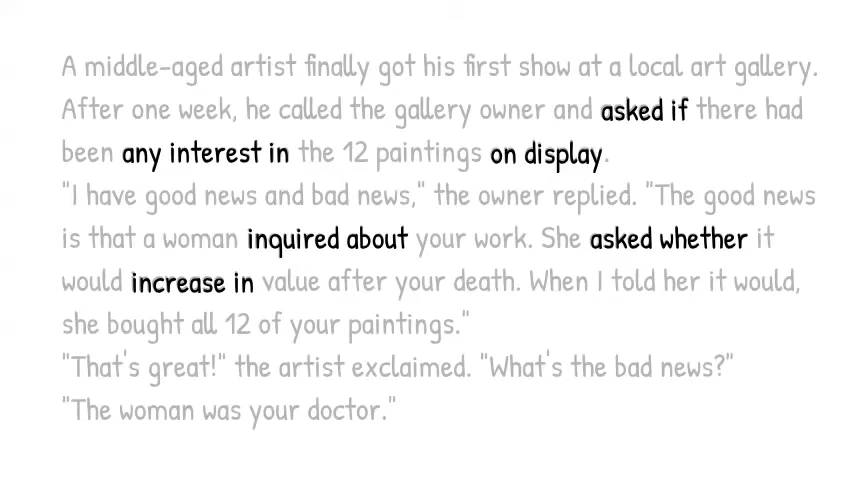 A middle-aged artist finally got his first show at a local art gallery.
After one week, he called the gallery owner and asked if there had
been any interest in the 12 paintings on display.
"I have good news and bad news," the owner replied. "The good news
is that a woman inquired about your work. She asked whether it
would increase in value after your death. When I told her it would,
she bought all 12 of your paintings."
"That's great!" the artist exclaimed. "What's the bad news?"
"The woman was your doctor."